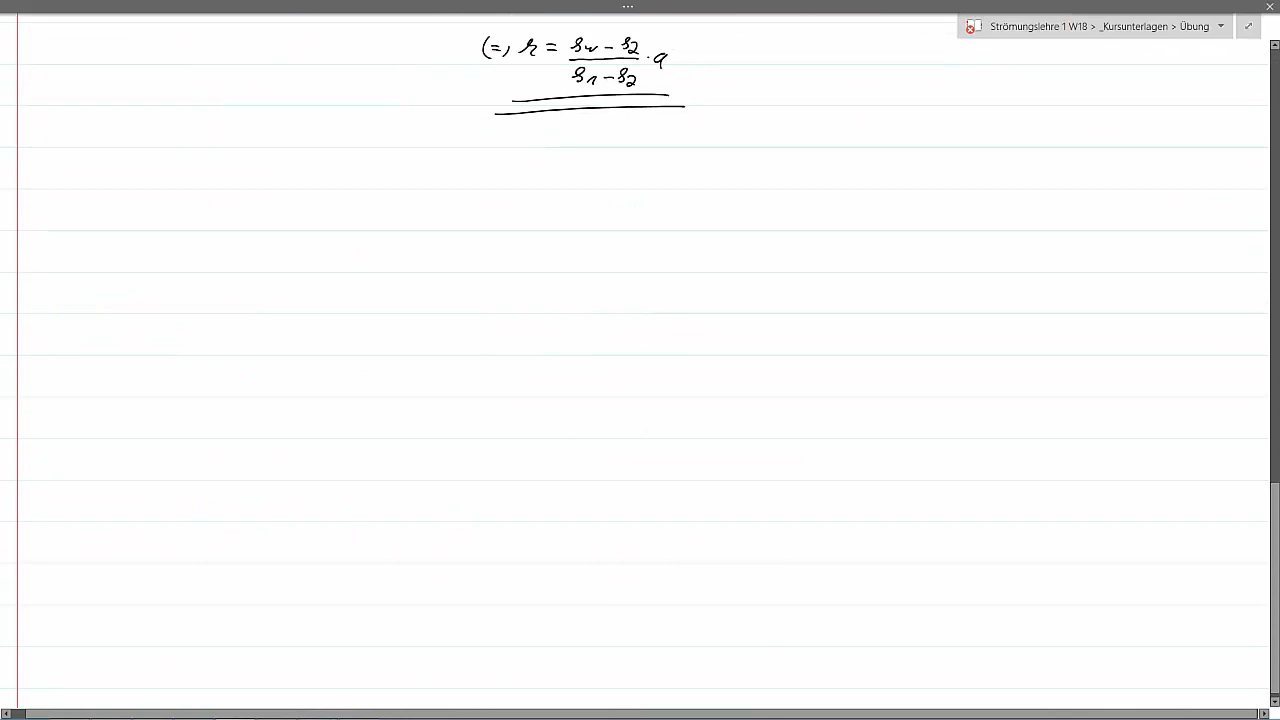 ...
Strömungslehre 1 W18 > _Kursunterlagen > Übung
(=) h = (ρw − ρ2) / (ρ1 − ρ2) · a